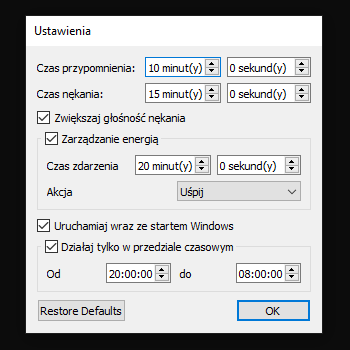 Ustawienia
Czas przypomnienia: 10 minut(y) 0 sekund(y)
Czas nękania: 15 minut(y) 0 sekund(y)
Zwiększaj głośność nękania
Zarządzanie energią
Czas zdarzenia 20 minut(y) 0 sekund(y)
Akcja Uśpij
Uruchamiaj wraz ze startem Windows
Działaj tylko w przedziale czasowym
Od 20:00:00 do 08:00:00
Restore Defaults OK